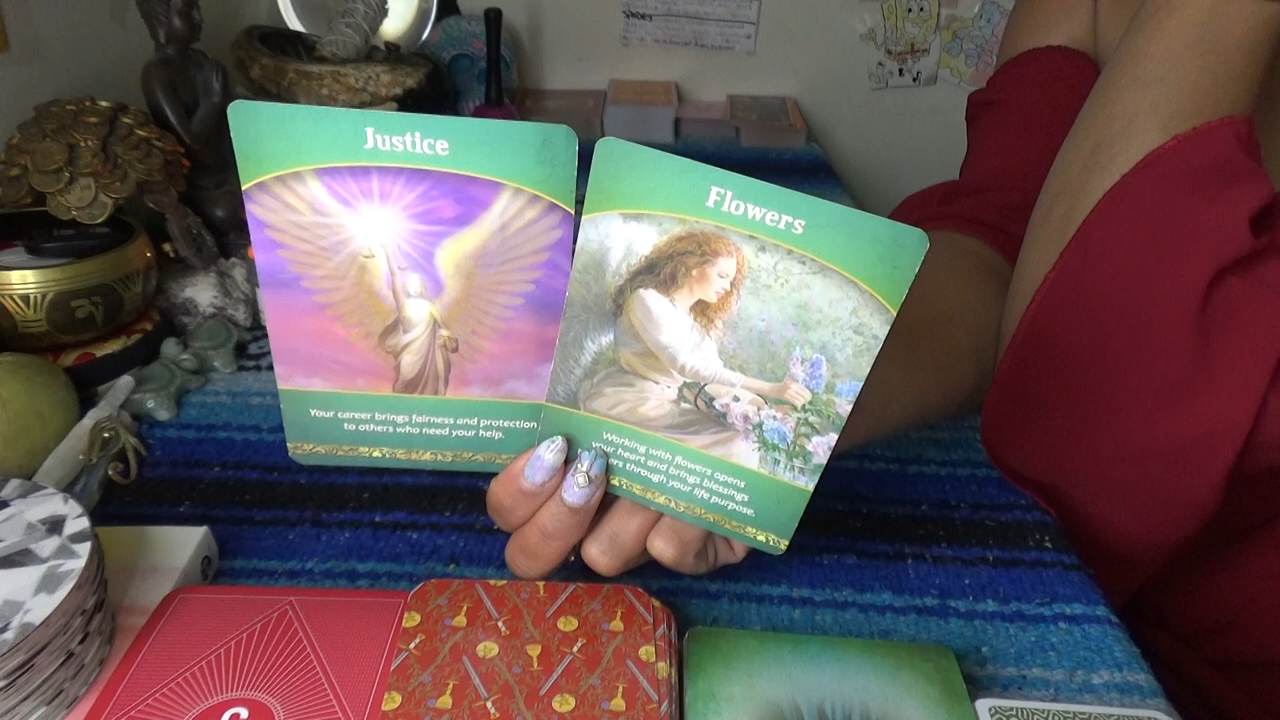 Justice
Your career brings fairness and protection
to others who need your help.
Flowers
Working with flowers opens
your heart and brings blessings
through your life purpose.